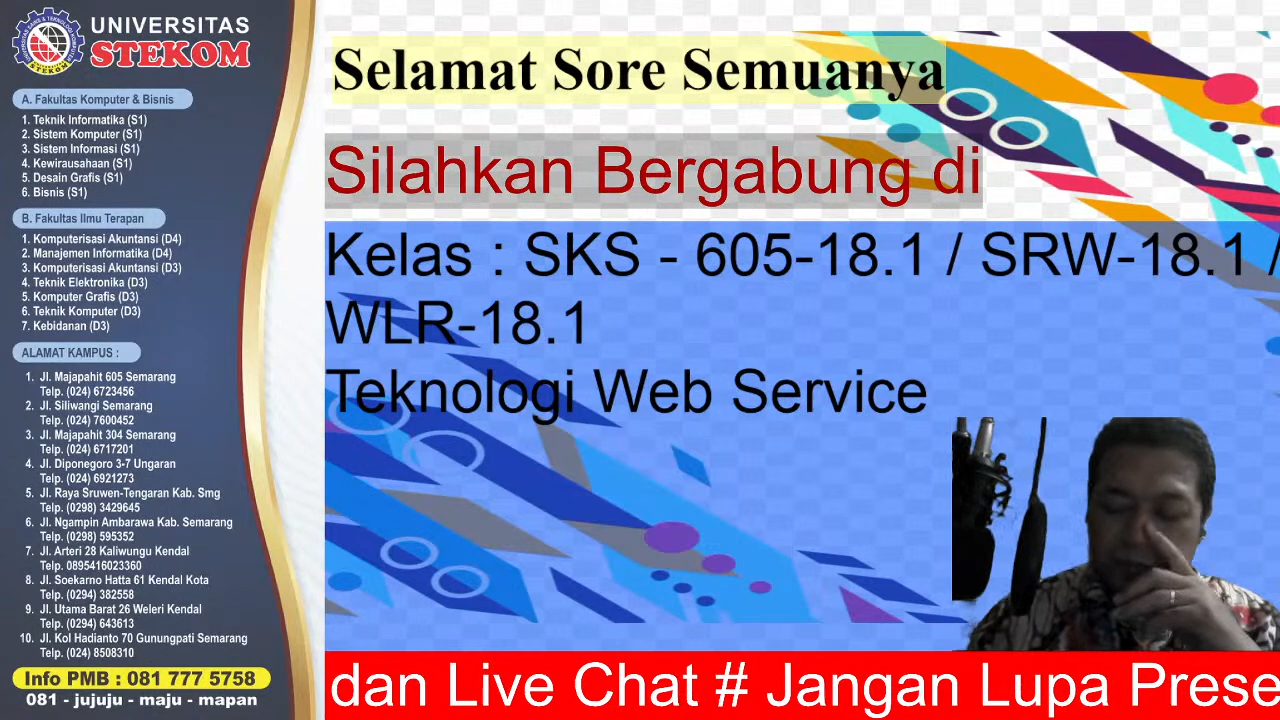 UNIVERSITAS
STEKOM
A. Fakultas Komputer & Bisnis
1. Teknik Informatika (S1)
2. Sistem Komputer (S1)
3. Sistem Informasi (S1)
4. Kewirausahaan (S1)
5. Desain Grafis (S1)
6. Bisnis (S1)
B. Fakultas Ilmu Terapan
1. Komputerisasi Akuntansi (D4)
2. Manajemen Informatika (D4)
3. Komputerisasi Akuntansi (D3)
4. Teknik Elektronika (D3)
5. Komputer Grafis (D3)
6. Teknik Komputer (D3)
7. Kebidanan (D3)
ALAMAT KAMPUS :
1. Jl. Majapahit 605 Semarang
Telp. (024) 6723456
2. Jl. Siliwangi Semarang
Telp. (024) 7600452
3. Jl. Majapahit 304 Semarang
Telp. (024) 6717201
4. Jl. Diponegoro 3-7 Ungaran
Telp. (024) 6921273
5. Jl. Raya Sruwen-Tengaran Kab. Smg
Telp. (0298) 3429645
6. Jl. Ngampin Ambarawa Kab. Semarang
Telp. (0298) 595352
7. Jl. Arteri 28 Kaliwungu Kendal
Telp. 0895416023360
8. Jl. Soekarno Hatta 61 Kendal Kota
Telp. (0294) 382558
9. Jl. Utama Barat 26 Weleri Kendal
Telp. (0294) 643613
10. Jl. Kol Hadianto 70 Gunungpati Semarang
Telp. (024) 8508310
Info PMB : 081 777 5758
081 - jujuju - maju - mapan
Selamat Sore Semuanya
Silahkan Bergabung di
Kelas : SKS - 605-18.1 / SRW-18.1 /
WLR-18.1
Teknologi Web Service
dan Live Chat # Jangan Lupa Prese